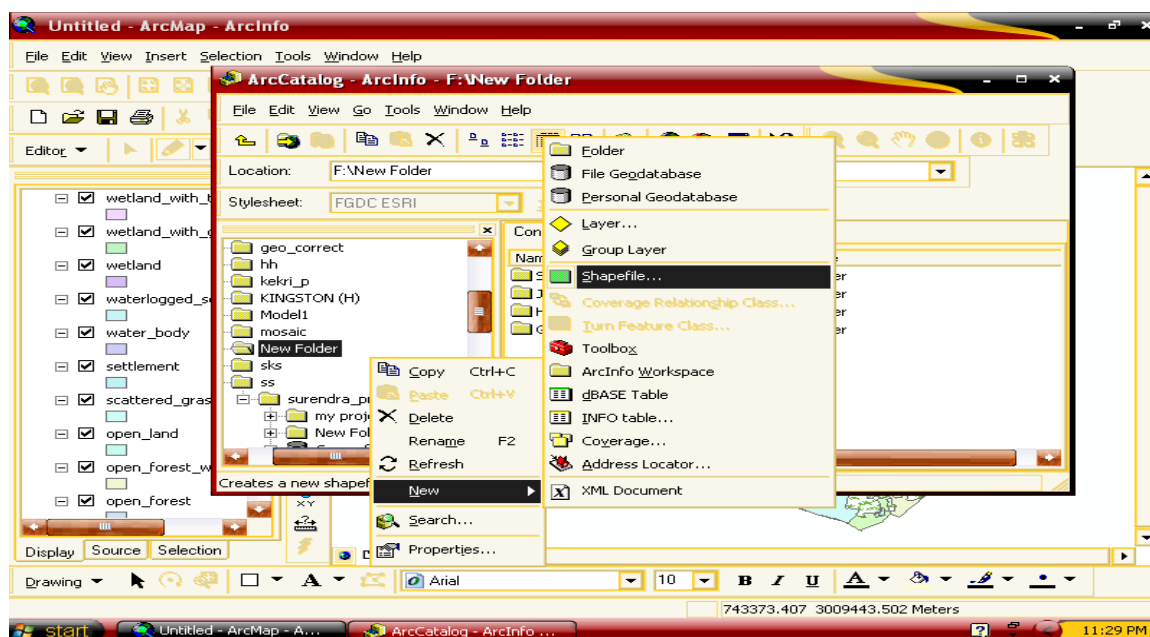 Untitled - ArcMap - ArcInfo
File Edit View Insert Selection Tools Window Help
Editor
wetland_with_
wetland_with_
wetland
waterlogged_s
water_body
settlement
scattered_gras
open_land
open_forest_w
open_forest
Display Source Selection
ArcCatalog - ArcInfo - F:\New Folder
File Edit View Go Tools Window Help
Location: F:\New Folder
Stylesheet: FGDC ESRI
geo_correct
hh
kekri_p
KINGSTON (H)
Model1
mosaic
New Folder
sks
ss
surendra_p
my proj
New Fol
Con
Nam
Creates a new shapef
Copy Ctrl+C
Paste Ctrl+V
Delete
Rename F2
Refresh
New
Search...
Properties...
Folder
File Geodatabase
Personal Geodatabase
Layer...
Group Layer
Shapefile...
Coverage Relationship Class...
Turn Feature Class...
Toolbox
ArcInfo Workspace
dBASE Table
INFO table...
Coverage...
Address Locator...
XML Document
er
er
er
er
XY
Drawing A Arial 10 B I U A
743373.407 3009443.502 Meters
start Untitled - ArcMap - A... ArcCatalog - ArcInfo ... 11:29 PM